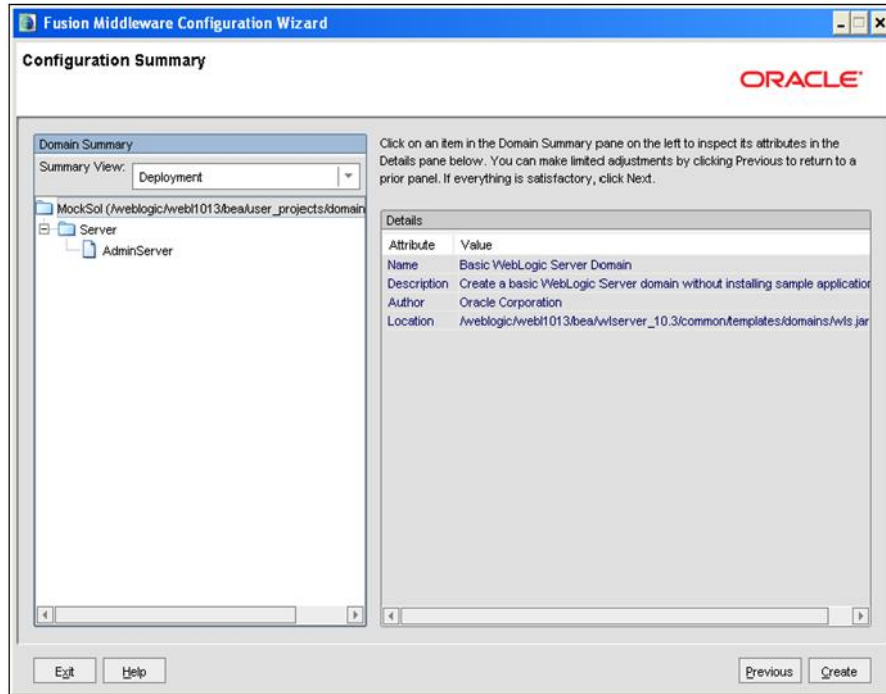 Fusion Middleware Configuration Wizard
Configuration Summary
ORACLE
Domain Summary
Summary View:
Deployment
MockSol (/weblogic/webl1013/bea/user_projects/domain
Server
AdminServer
Click on an item in the Domain Summary pane on the left to inspect its attributes in the
Details pane below. You can make limited adjustments by clicking Previous to return to a
prior panel. If everything is satisfactory, click Next.
Details
Attribute Value
Name Basic WebLogic Server Domain
Description Create a basic WebLogic Server domain without installing sample application
Author Oracle Corporation
Location /weblogic/webl1013/bea/wlserver_10.3/common/templates/domains/wls.jar
Exit Help Previous Create